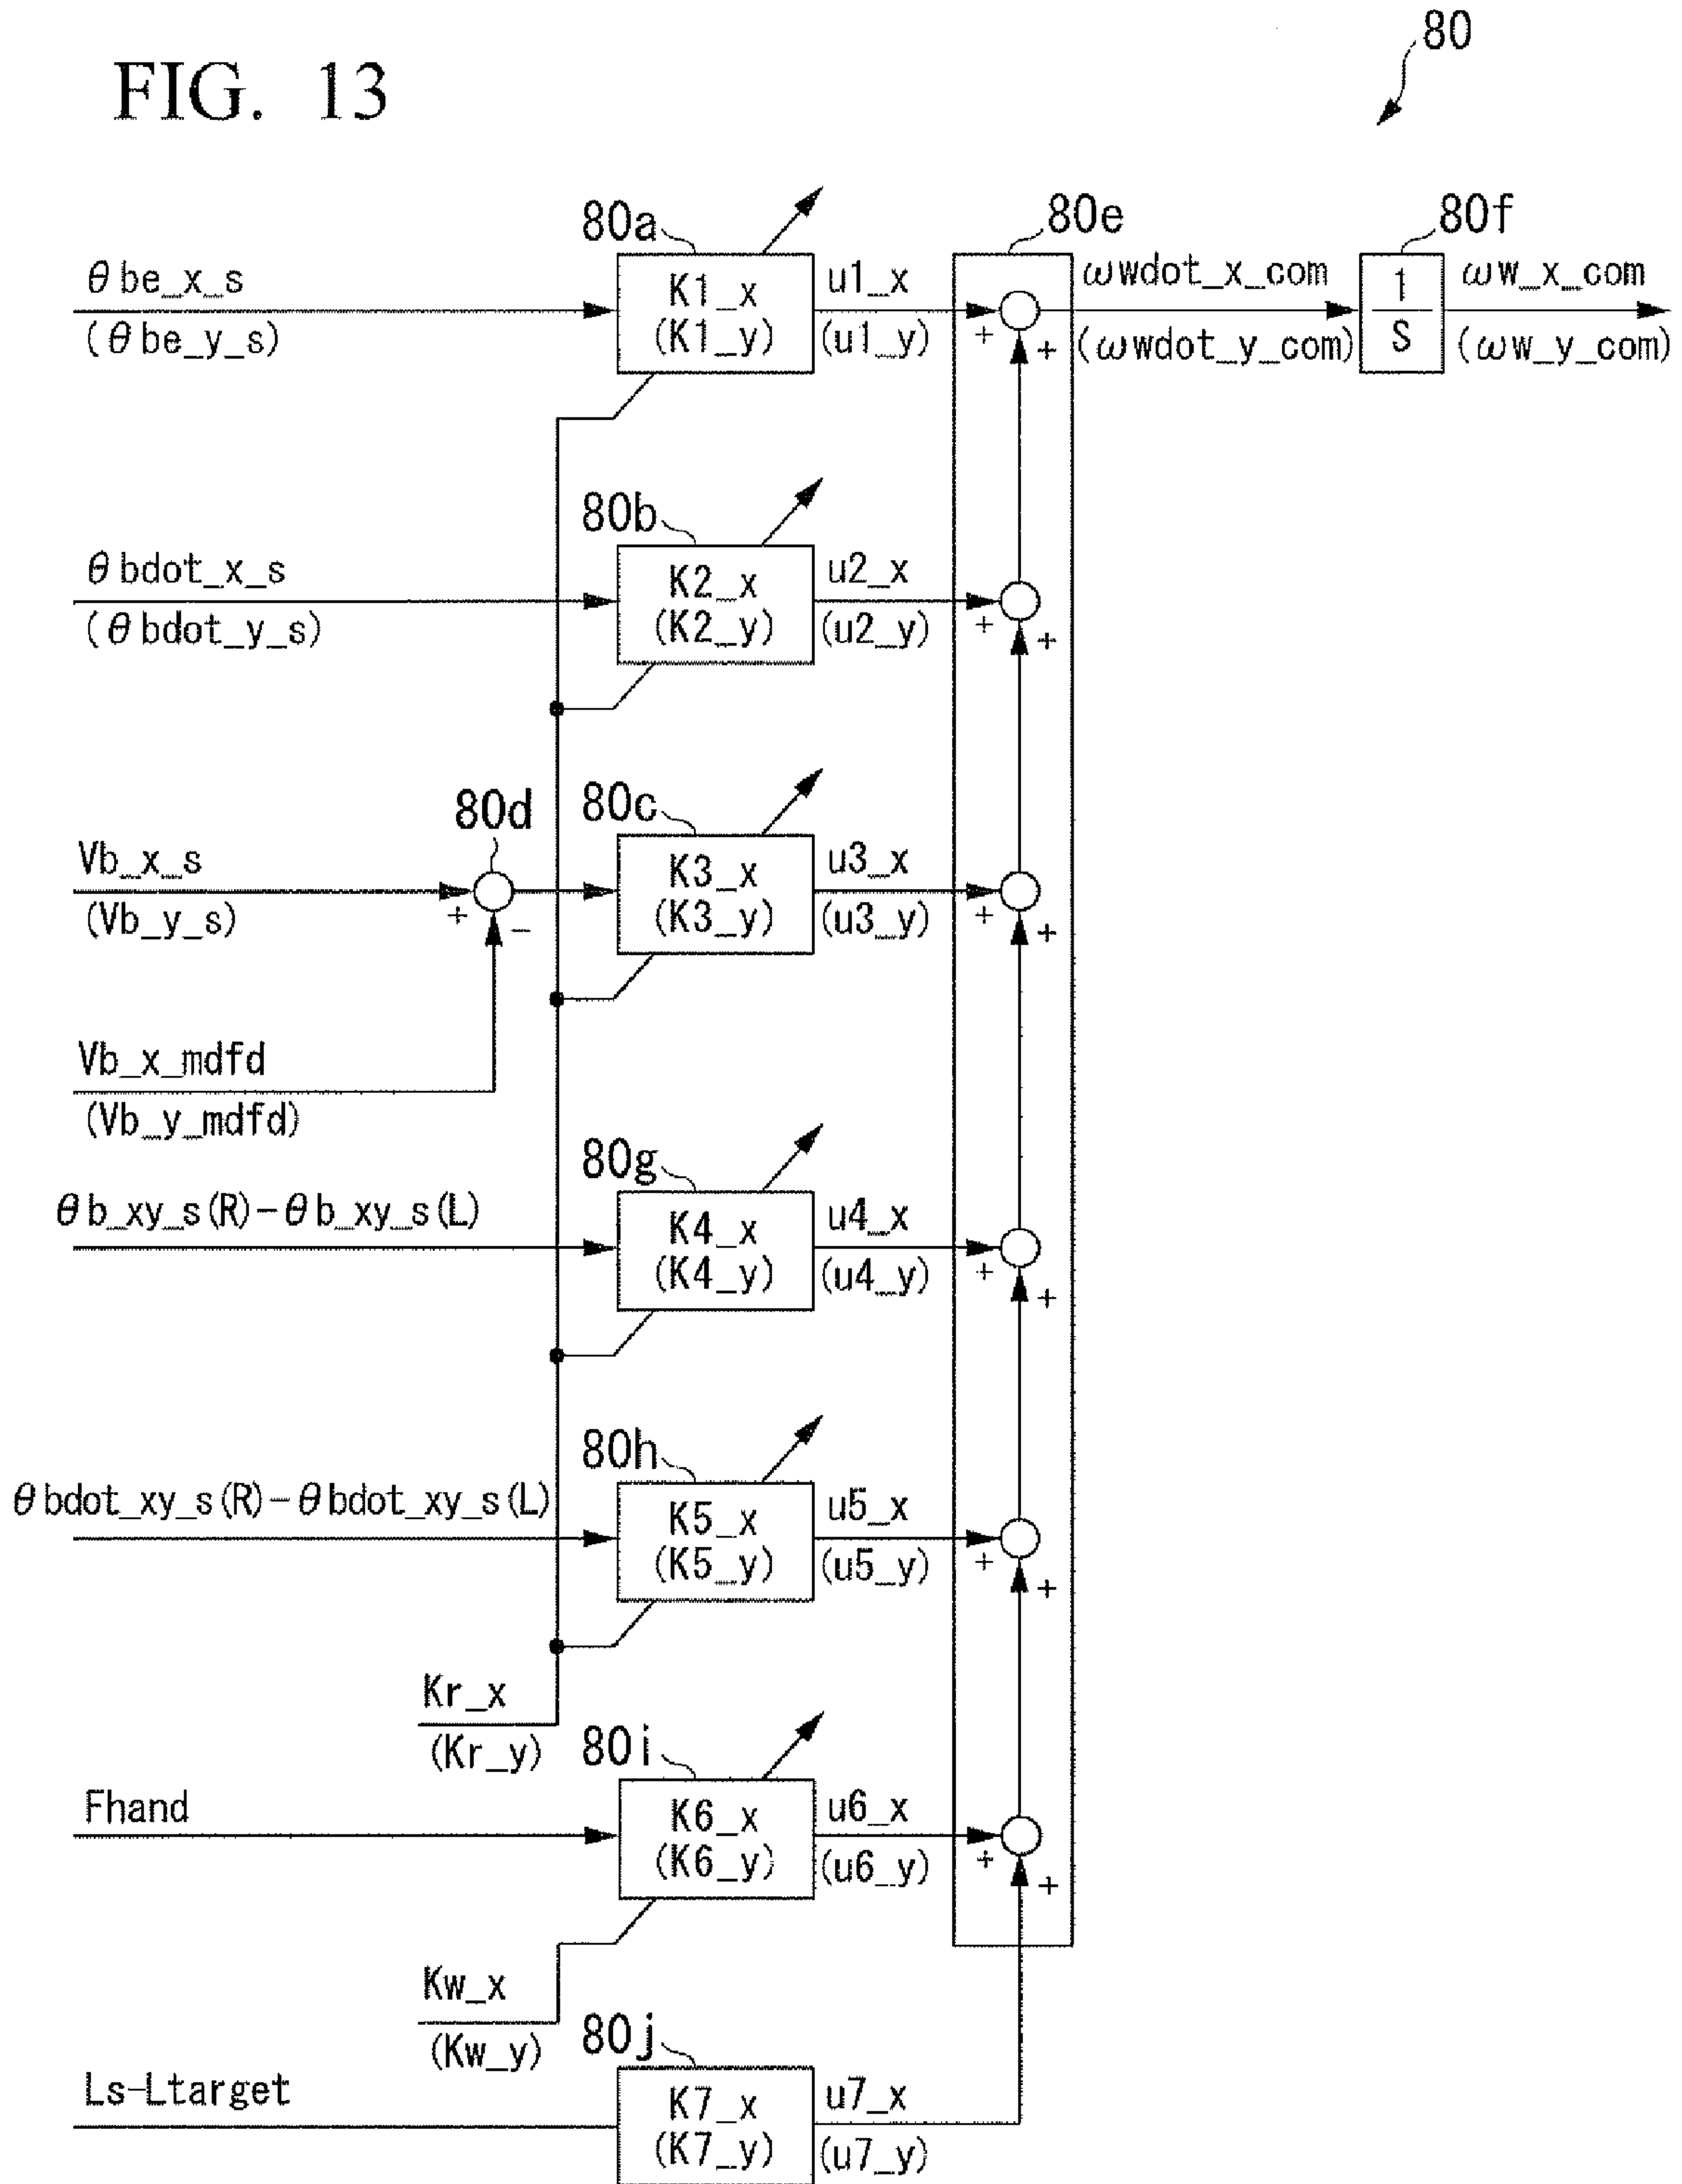 FIG. 13
80
80a
80e
80f
θbe_x_s
(θbe_y_s)
K1_x
(K1_y)
u1_x
(u1_y)
+
+
ωwdot_x_com
(ωwdot_y_com)
1
S
ωw_x_com
(ωw_y_com)
80b
θbdot_x_s
(θbdot_y_s)
K2_x
(K2_y)
u2_x
(u2_y)
+
+
80d
80c
Vb_x_s
(Vb_y_s)
+
-
K3_x
(K3_y)
u3_x
(u3_y)
+
+
Vb_x_mdfd
(Vb_y_mdfd)
80g
θb_xy_s(R)-θb_xy_s(L)
K4_x
(K4_y)
u4_x
(u4_y)
+
+
80h
θbdot_xy_s(R)-θbdot_xy_s(L)
K5_x
(K5_y)
u5_x
(u5_y)
+
+
Kr_x
(Kr_y)
80i
Fhand
K6_x
(K6_y)
u6_x
(u6_y)
+
+
Kw_x
(Kw_y)
80j
Ls-Ltarget
K7_x
(K7_y)
u7_x
(u7_y)